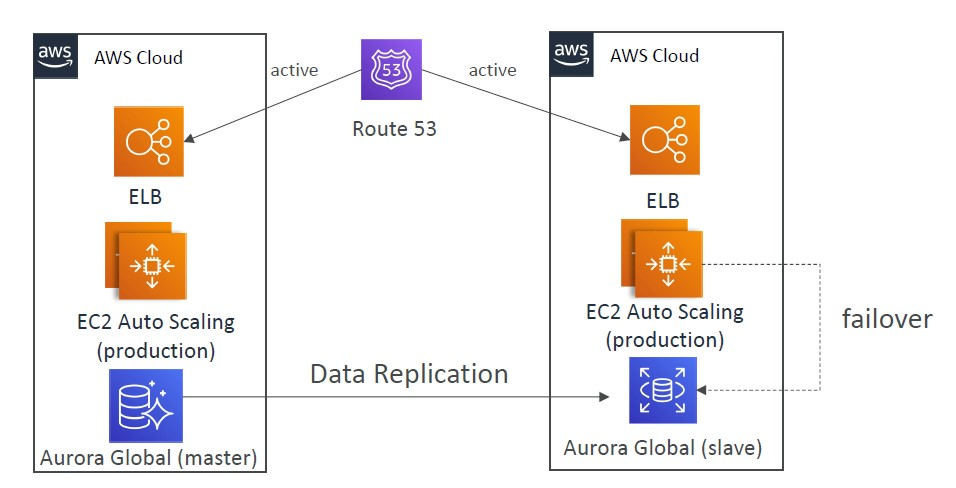 aws
AWS Cloud
active
53
Route 53
active
aws
AWS Cloud
ELB
ELB
EC2 Auto Scaling
(production)
EC2 Auto Scaling
(production)
failover
Data Replication
Aurora Global (master)
Aurora Global (slave)